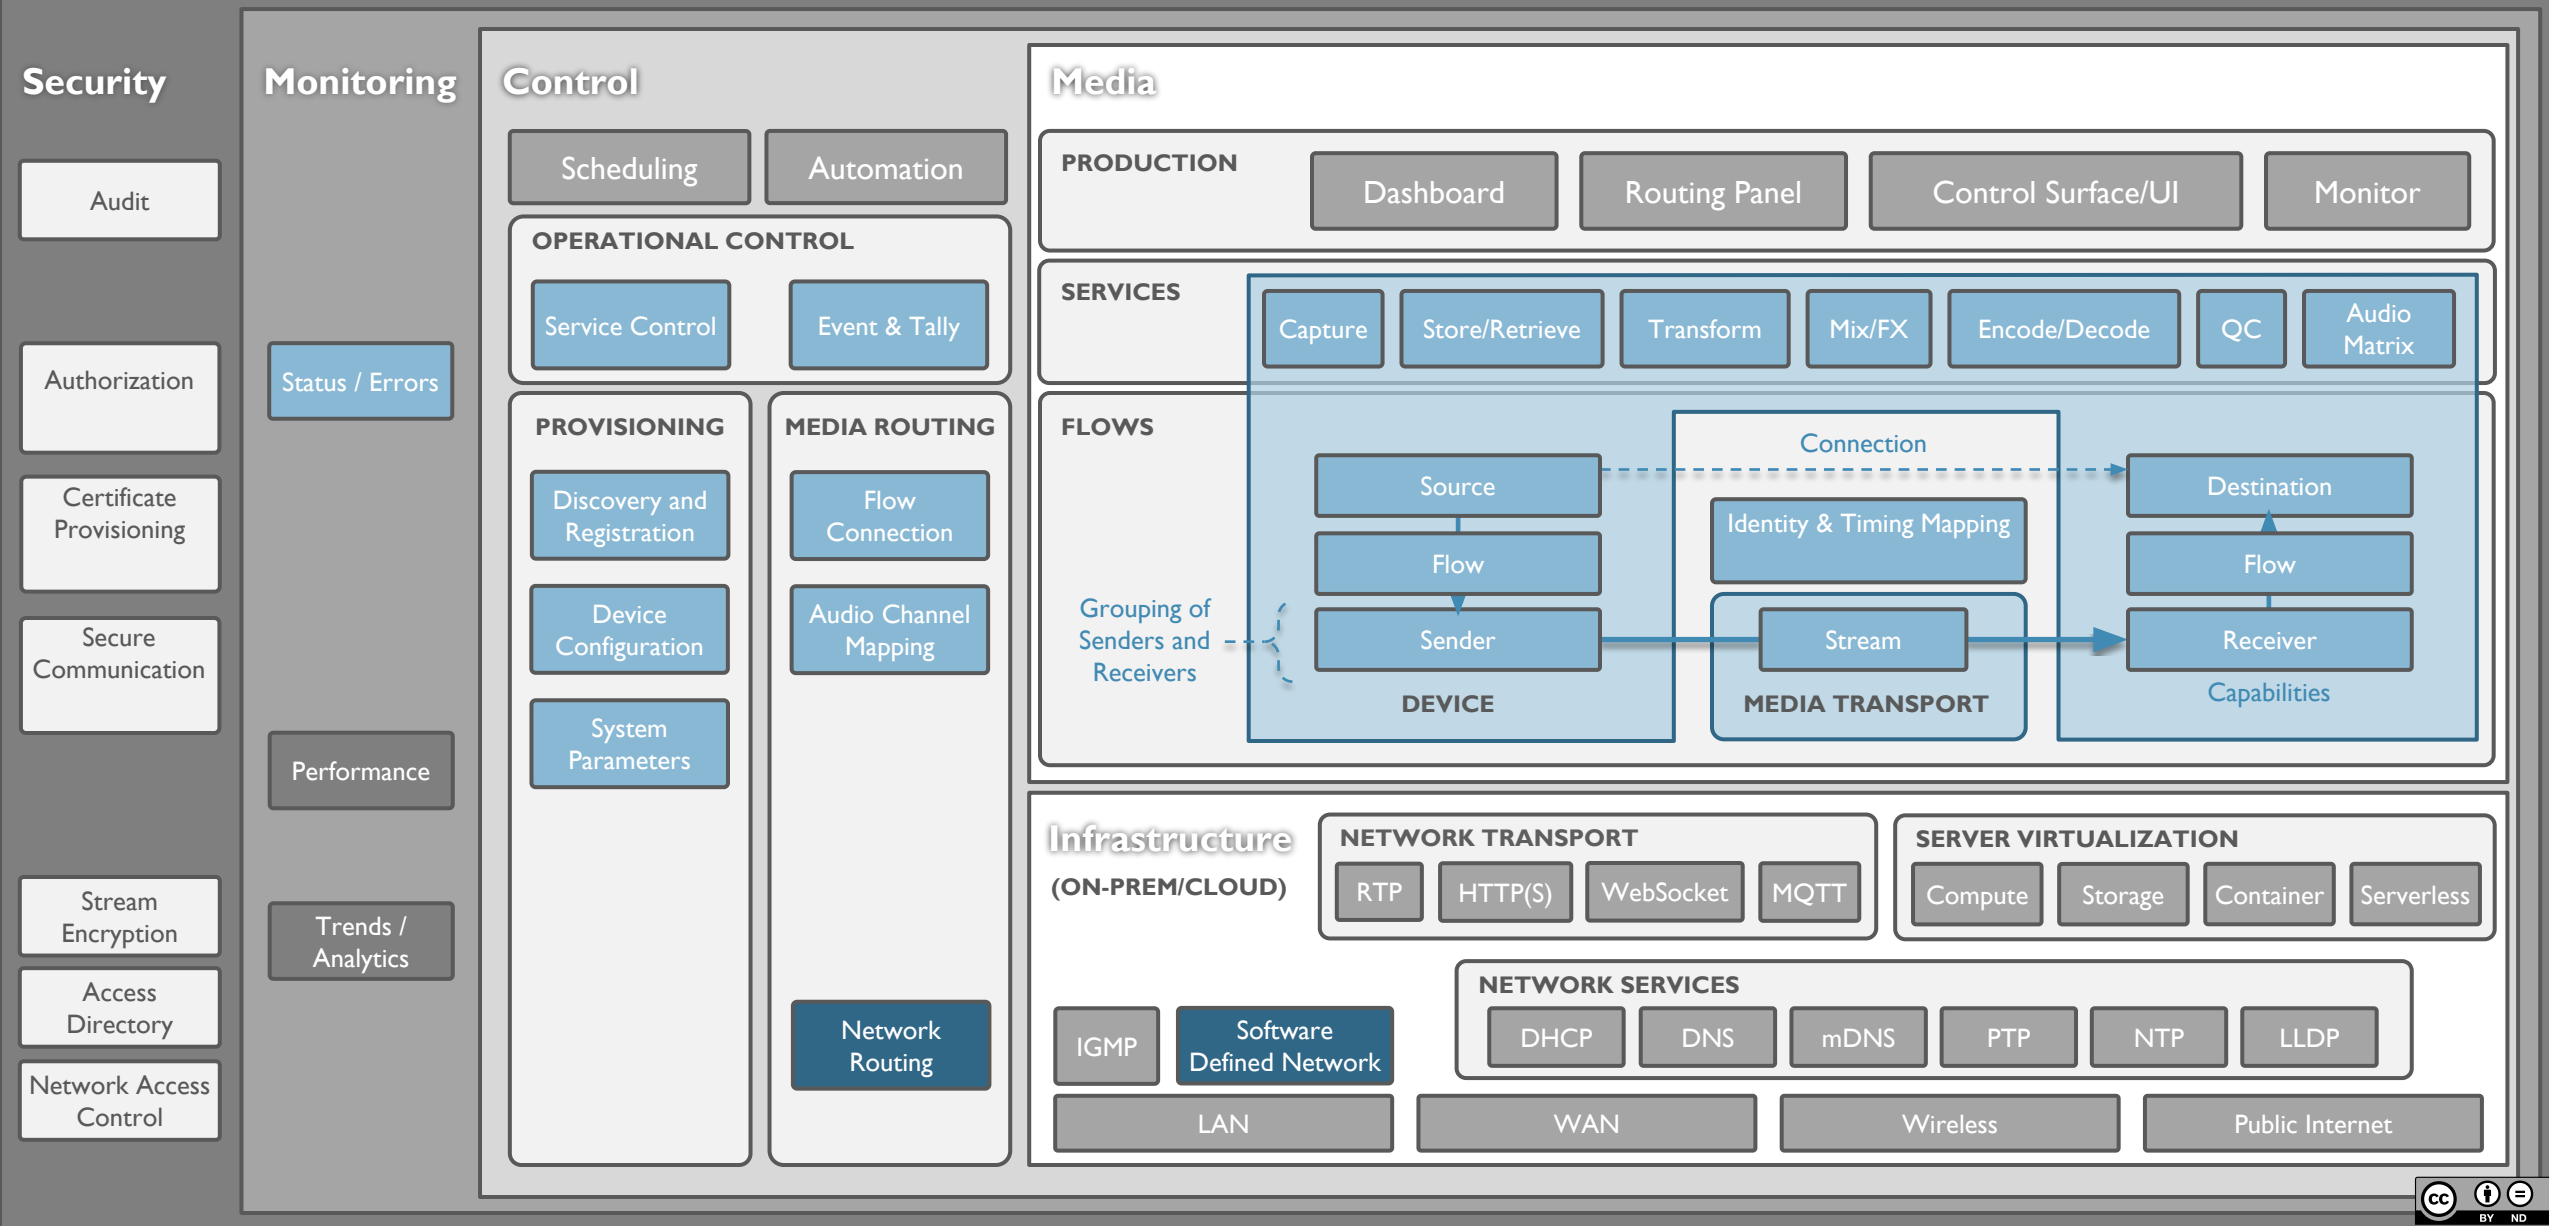 Security
Audit
Authorization
Certificate
Provisioning
Secure
Communication
Stream
Encryption
Access
Directory
Network Access
Control
Monitoring
Status / Errors
Performance
Trends /
Analytics
Control
Scheduling
Automation
OPERATIONAL CONTROL
Service Control
Event & Tally
PROVISIONING
Discovery and
Registration
Device
Configuration
System
Parameters
MEDIA ROUTING
Flow
Connection
Audio Channel
Mapping
Network
Routing
Media
PRODUCTION
Dashboard
Routing Panel
Control Surface/UI
Monitor
SERVICES
Capture
Store/Retrieve
Transform
Mix/FX
Encode/Decode
QC
Audio
Matrix
FLOWS
Connection
Source
Destination
Identity & Timing Mapping
Flow
Flow
Grouping of
Senders and
Receivers
Sender
Stream
Receiver
Capabilities
DEVICE
MEDIA TRANSPORT
Infrastructure
(ON-PREM/CLOUD)
NETWORK TRANSPORT
RTP
HTTP(S)
WebSocket
MQTT
SERVER VIRTUALIZATION
Compute
Storage
Container
Serverless
NETWORK SERVICES
DHCP
DNS
mDNS
PTP
NTP
LLDP
IGMP
Software
Defined Network
LAN
WAN
Wireless
Public Internet
cc
BY ND